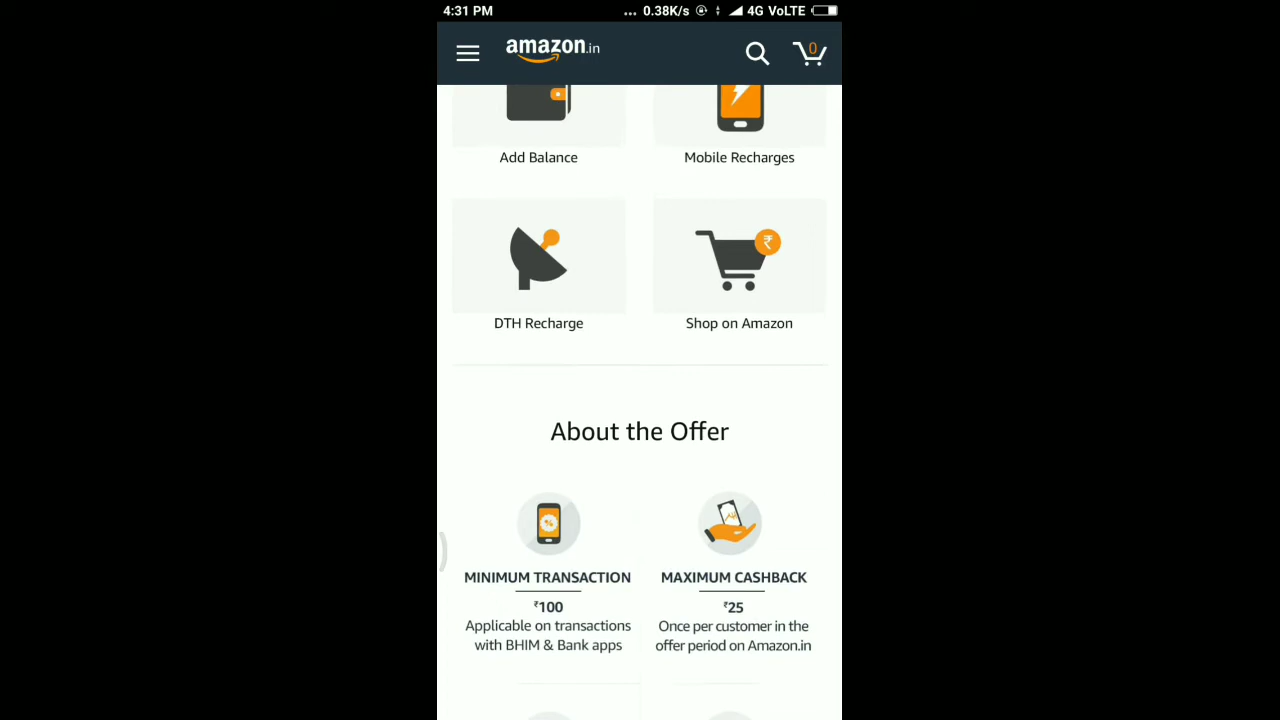 4:31 PM ... 0.38K/s 4G VoLTE
amazon.in 0
Add Balance Mobile Recharges
₹
DTH Recharge Shop on Amazon
About the Offer
MINIMUM TRANSACTION MAXIMUM CASHBACK
₹100 ₹25
Applicable on transactions Once per customer in the
with BHIM & Bank apps offer period on Amazon.in